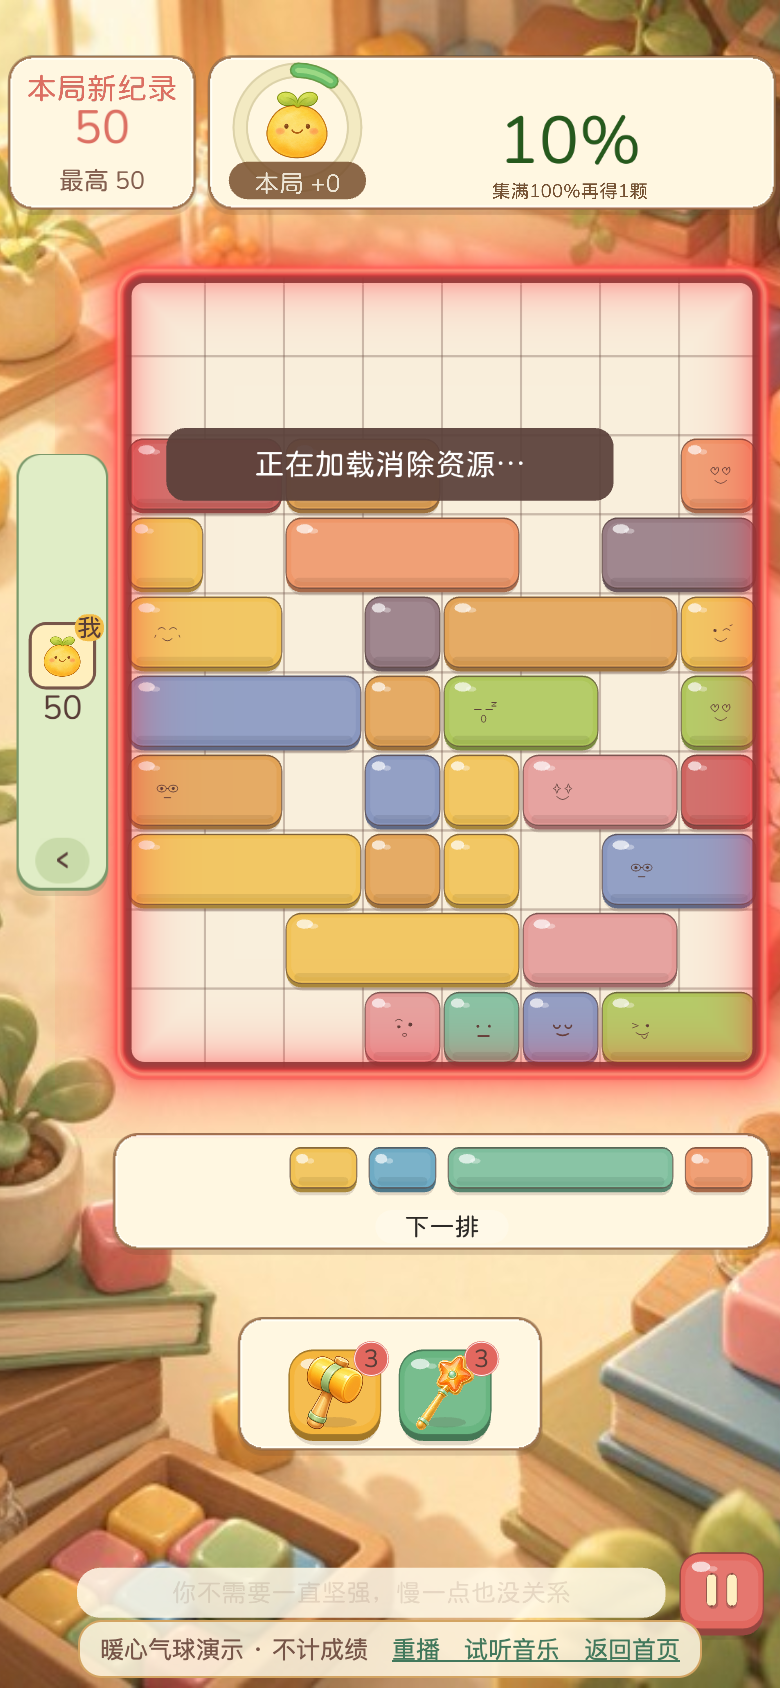 本局新纪录
50
最高 50
本局 +0
10%
集满100%再得1颗
正在加载消除资源…
我
50
<
下一排
3
3
你不需要一直坚强，慢一点也没关系
暖心气球演示 · 不计成绩 重播 试听音乐 返回首页